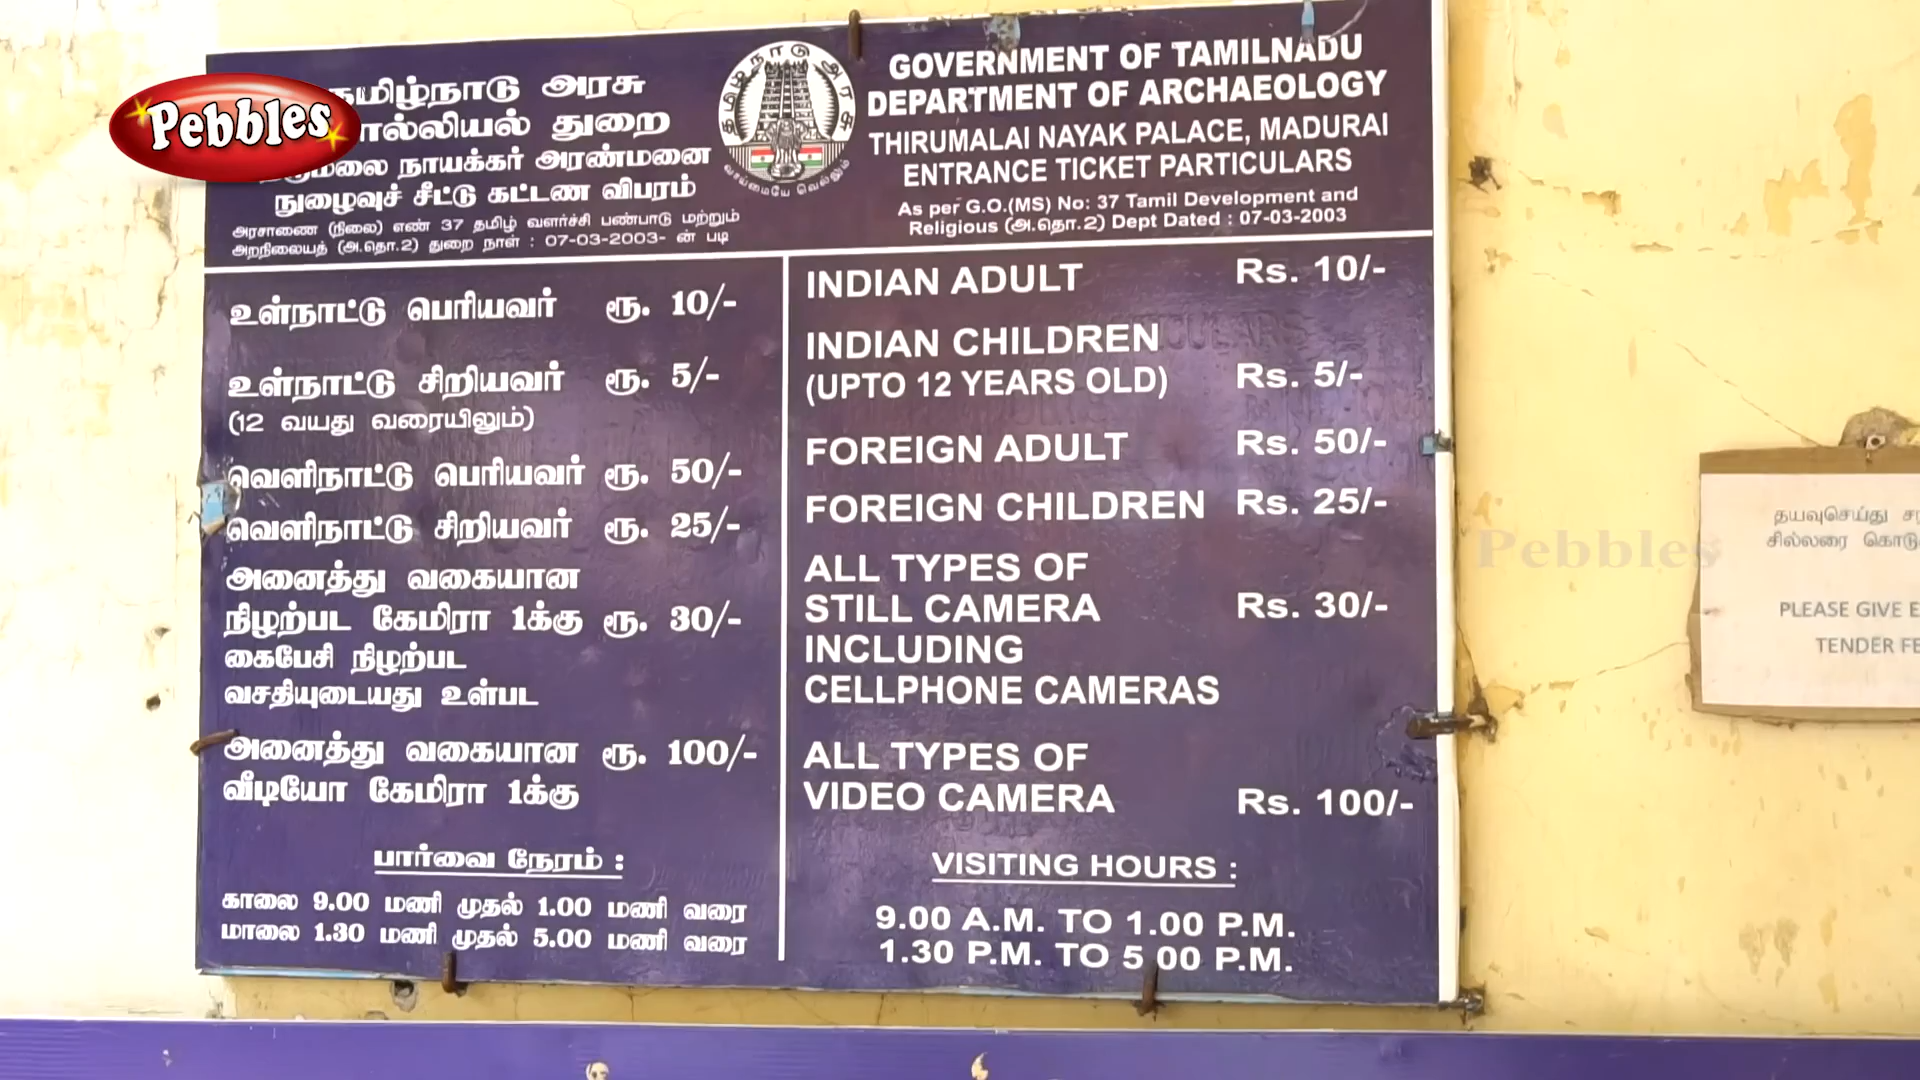 Pebbles
தமிழ்நாடு அரசு
தொல்லியல் துறை
திருமலை நாயக்கர் அரண்மனை
நுழைவுச் சீட்டு கட்டண விபரம்
அரசாணை (நிலை) எண் 37 தமிழ் வளர்ச்சி பண்பாடு மற்றும்
அறநிலையத் (அ.தொ.2) துறை நாள் : 07-03-2003- ன் படி
தமிழ்நாடு அரசு
வாய்மையே வெல்லும்
GOVERNMENT OF TAMILNADU
DEPARTMENT OF ARCHAEOLOGY
THIRUMALAI NAYAK PALACE, MADURAI
ENTRANCE TICKET PARTICULARS
As per G.O.(MS) No: 37 Tamil Development and
Religious (அ.தொ.2) Dept Dated : 07-03-2003
உள்நாட்டு பெரியவர் ரூ. 10/-
உள்நாட்டு சிறியவர் ரூ. 5/-
(12 வயது வரையிலும்)
வெளிநாட்டு பெரியவர் ரூ. 50/-
வெளிநாட்டு சிறியவர் ரூ. 25/-
அனைத்து வகையான
நிழற்பட கேமிரா 1க்கு ரூ. 30/-
கைபேசி நிழற்பட
வசதியுடையது உள்பட
அனைத்து வகையான ரூ. 100/-
வீடியோ கேமிரா 1க்கு
பார்வை நேரம் :
காலை 9.00 மணி முதல் 1.00 மணி வரை
மாலை 1.30 மணி முதல் 5.00 மணி வரை
INDIAN ADULT Rs. 10/-
INDIAN CHILDREN
(UPTO 12 YEARS OLD) Rs. 5/-
FOREIGN ADULT Rs. 50/-
FOREIGN CHILDREN Rs. 25/-
ALL TYPES OF
STILL CAMERA Rs. 30/-
INCLUDING
CELLPHONE CAMERAS
ALL TYPES OF
VIDEO CAMERA Rs. 100/-
VISITING HOURS :
9.00 A.M. TO 1.00 P.M.
1.30 P.M. TO 5 00 P.M.
Pebbles
தயவுசெய்து
சில்லரை
PLEASE GIVE
TENDER